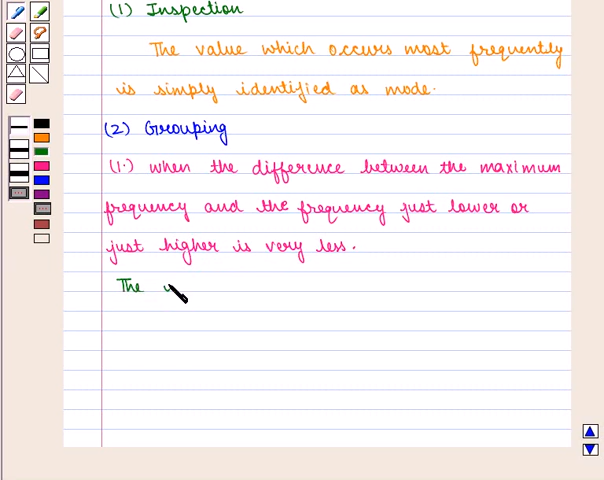 (1) Inspection
The value which occurs most frequently
is simply identified as mode.
(2) Grouping
(1.) when the difference between the maximum
frequency and the frequency just lower or
just higher is very less.
The